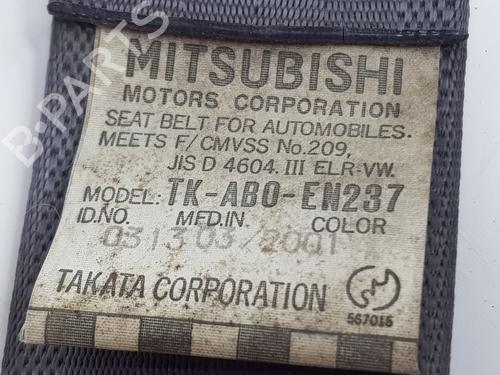 MITSUBISHI
MOTORS CORPORATION
SEAT BELT FOR AUTOMOBILES.
MEETS F/CMVSS No.209,
JIS D 4604. III ELR-VW.
MODEL: TK-AB0-EN237
ID.NO. MFD.IN. COLOR
0313 03/2001
TAKATA CORPORATION
567015
B-PARTS